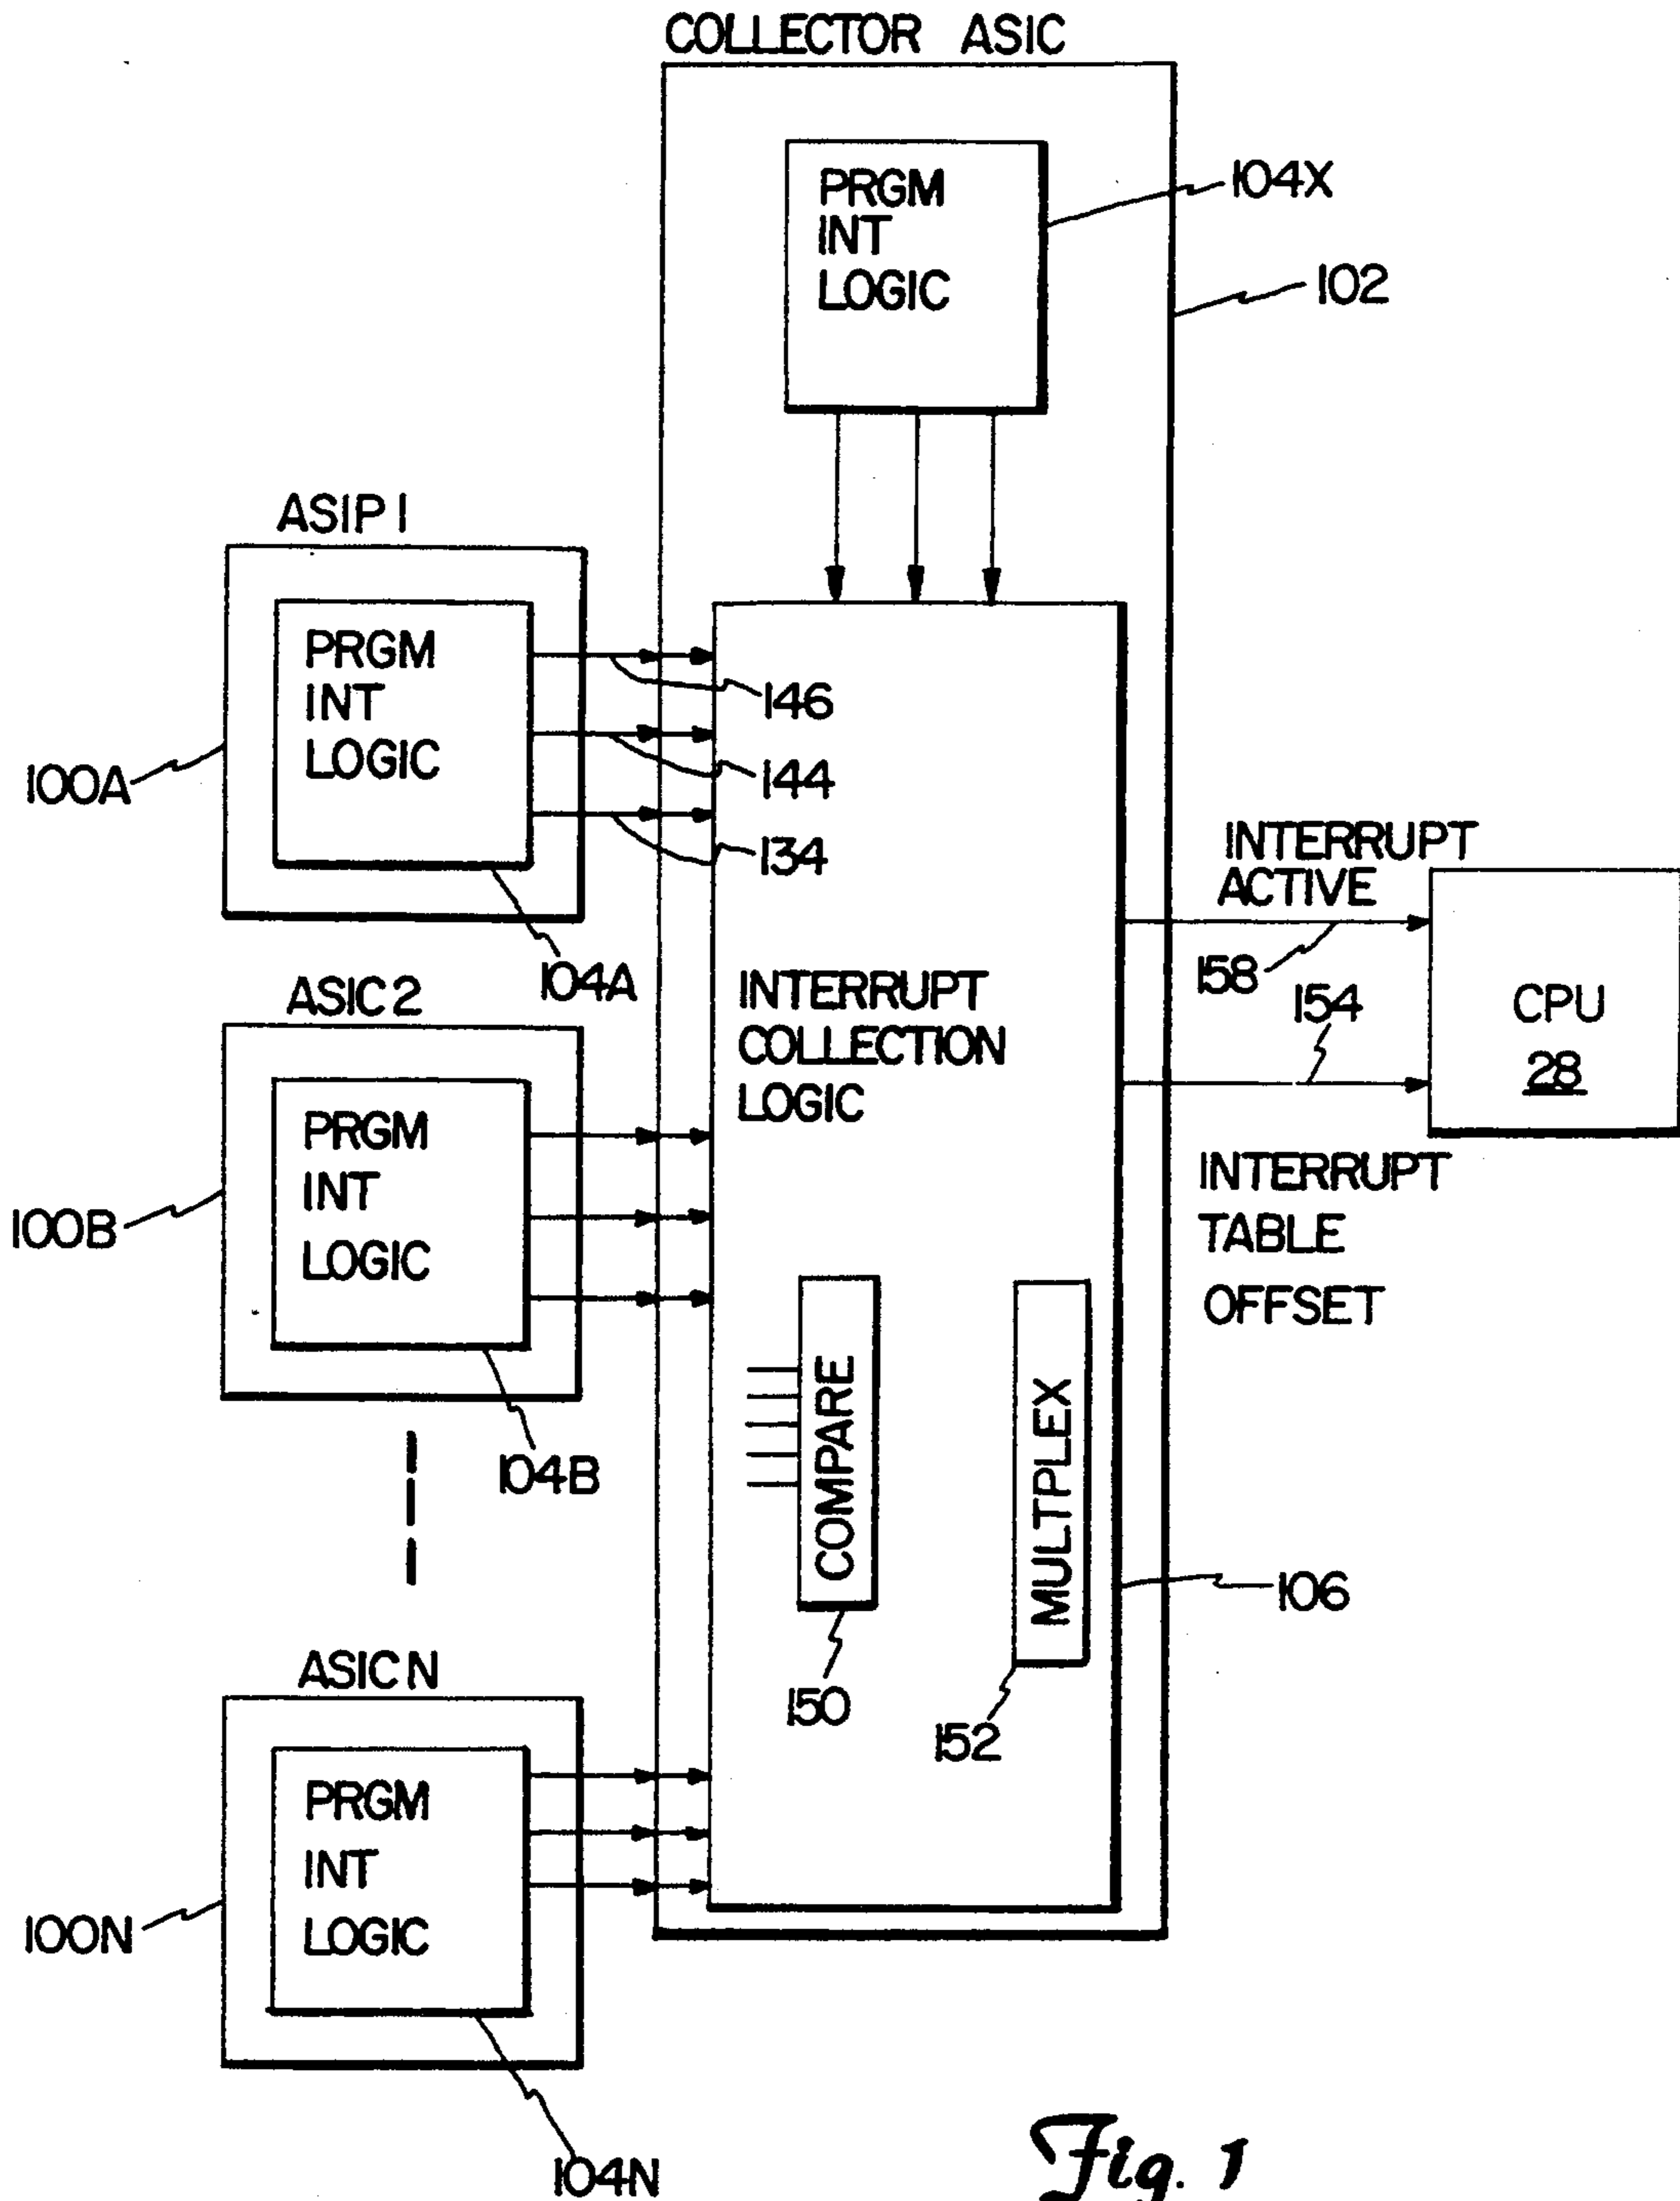 COLLECTOR ASIC
PRGM
INT
LOGIC
104X
102
ASIP 1
PRGM
INT
LOGIC
100A
104A
146
144
134
ASIC 2
PRGM
INT
LOGIC
100B
104B
INTERRUPT
COLLECTION
LOGIC
INTERRUPT
ACTIVE
158
154
CPU
28
INTERRUPT
TABLE
OFFSET
COMPARE
150
MULTPLEX
152
106
ASIC N
PRGM
INT
LOGIC
100N
104N
Fig. 1